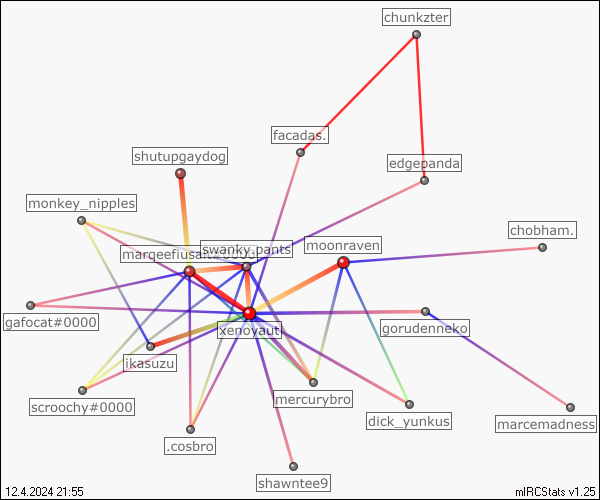 chunkzter
facadas.
shutupgaydog
edgepanda
monkey_nipples
chobham.
moonraven
swanky.pants
gafocat#0000
xenoyaut
gorudenneko
ikasuzu
mercurybro
scroochy#0000
dick_yunkus
marcemadness
.cosbro
shawntee9
12.4.2024 21:55
mIRCStats v1.25